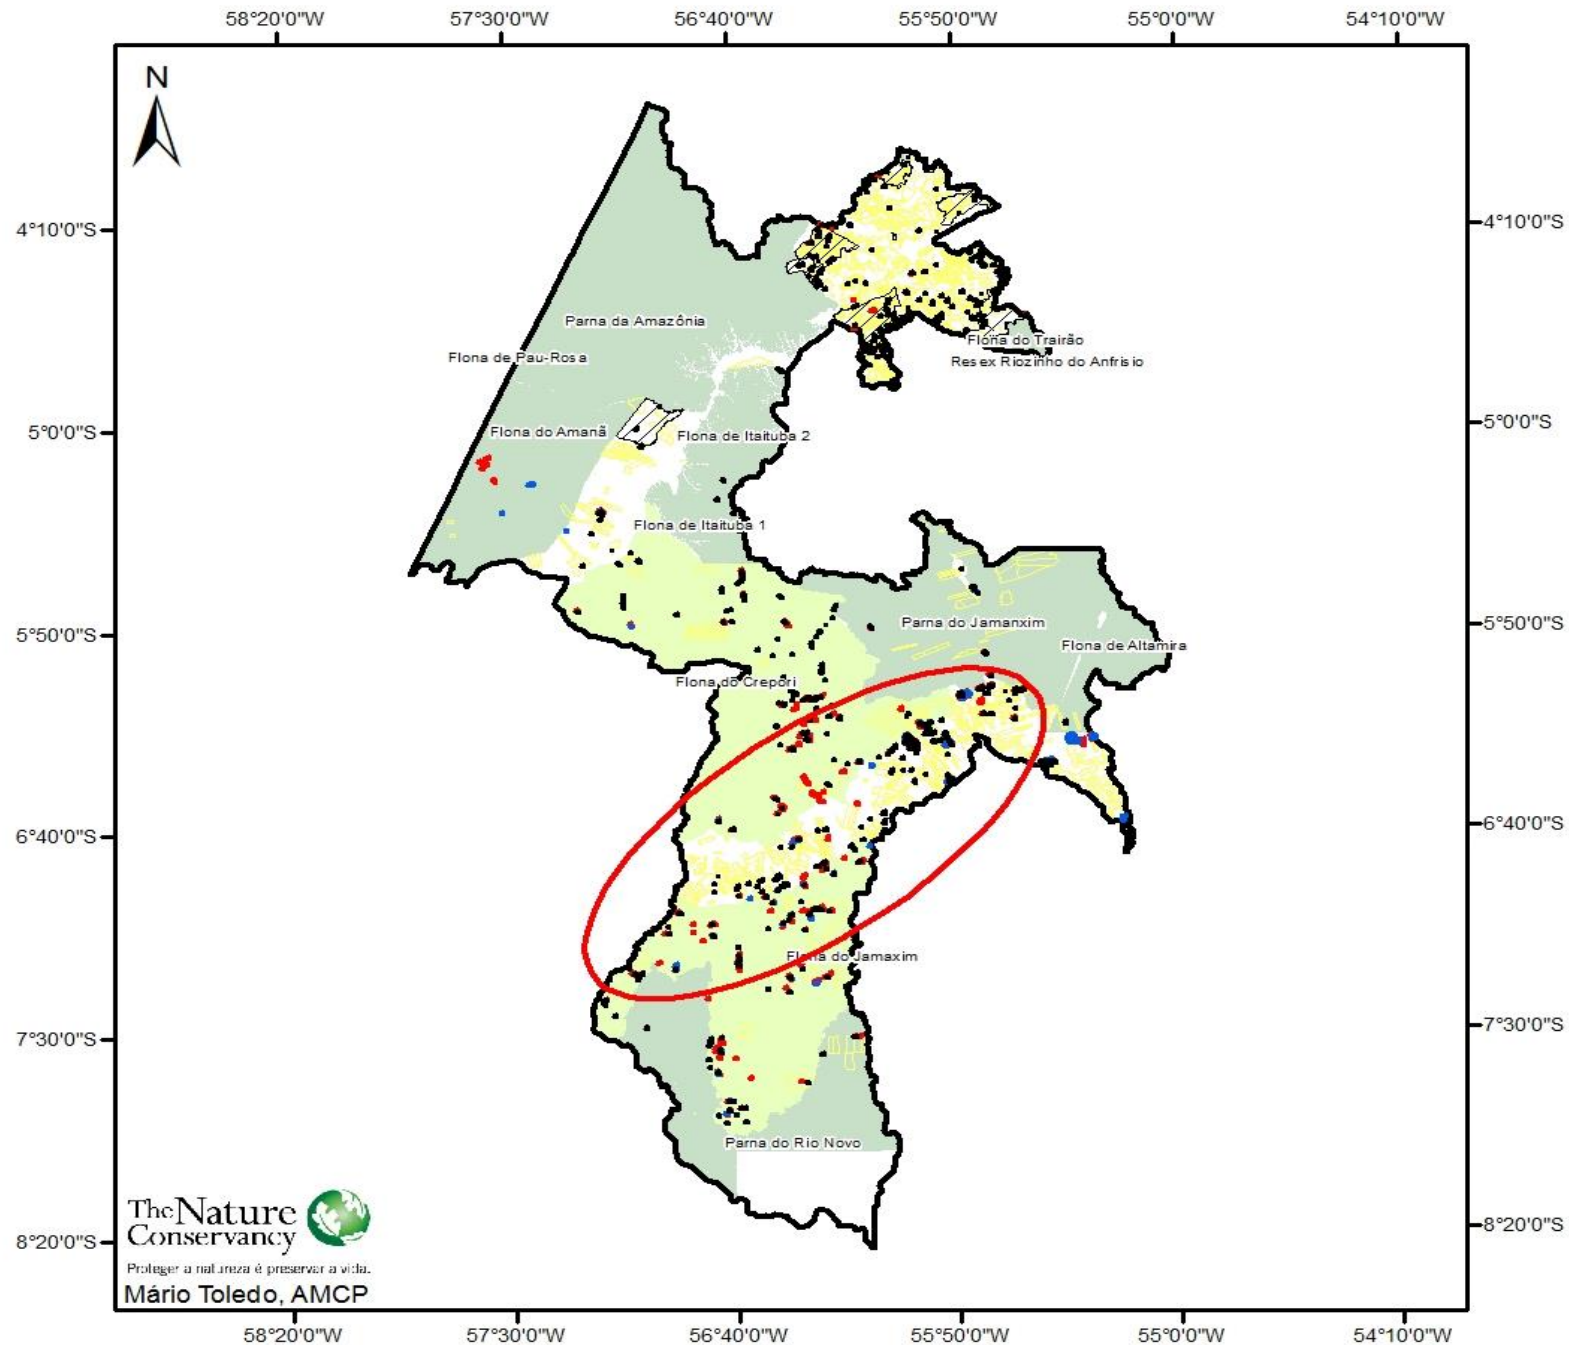 58°20'0"W 57°30'0"W 56°40'0"W 55°50'0"W 55°0'0"W 54°10'0"W
N
4°10'0"S 4°10'0"S
Parna da Amazônia
Flona do Trairão
Flona de Pau-Rosa
Resex Riozinho do Anfrisio
5°0'0"S 5°0'0"S
Flona do Amanã
Flona de Itaituba 2
Flona de Itaituba 1
5°50'0"S 5°50'0"S
Parna do Jamanxim
Flona de Altamira
Flona do Crepori
6°40'0"S 6°40'0"S
Flona do Jamaxim
7°30'0"S 7°30'0"S
Parna do Rio Novo
The Nature
Conservancy
8°20'0"S 8°20'0"S
Proteger a natureza é preservar a vida.
Mário Toledo, AMCP
58°20'0"W 57°30'0"W 56°40'0"W 55°50'0"W 55°0'0"W 54°10'0"W